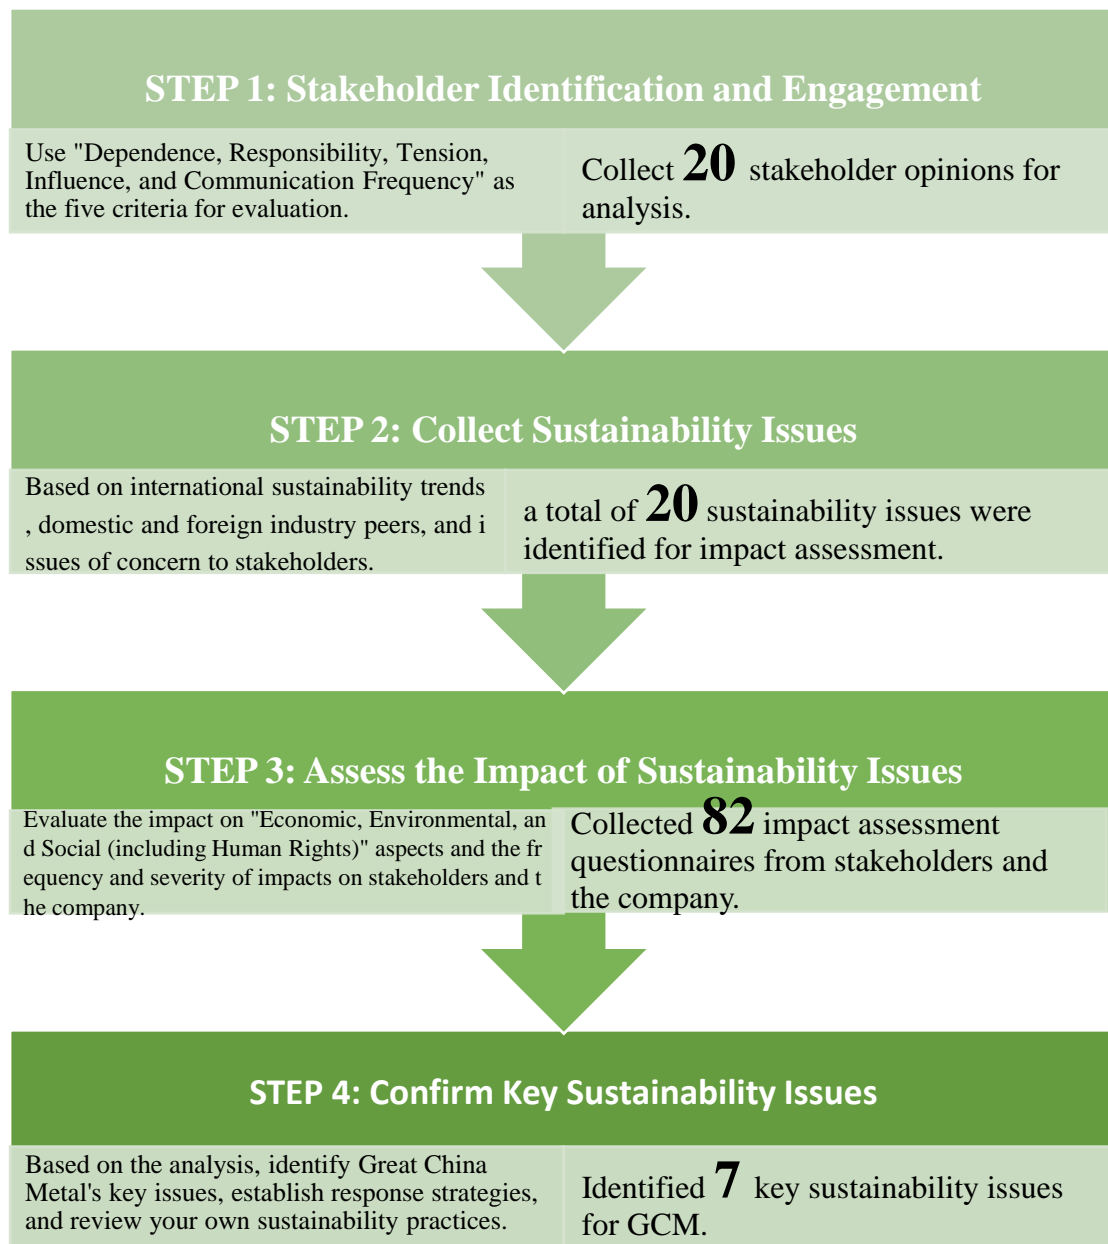 STEP 1: Stakeholder Identification and Engagement
Use "Dependence, Responsibility, Tension,
Influence, and Communication Frequency" as
the five criteria for evaluation.
Collect 20 stakeholder opinions for
analysis.
STEP 2: Collect Sustainability Issues
Based on international sustainability trends
, domestic and foreign industry peers, and i
ssues of concern to stakeholders.
a total of 20 sustainability issues were
identified for impact assessment.
STEP 3: Assess the Impact of Sustainability Issues
Evaluate the impact on "Economic, Environmental, an
d Social (including Human Rights)" aspects and the fr
equency and severity of impacts on stakeholders and t
he company.
Collected 82 impact assessment
questionnaires from stakeholders and
the company.
STEP 4: Confirm Key Sustainability Issues
Based on the analysis, identify Great China
Metal's key issues, establish response strategies,
and review your own sustainability practices.
Identified 7 key sustainability issues
for GCM.